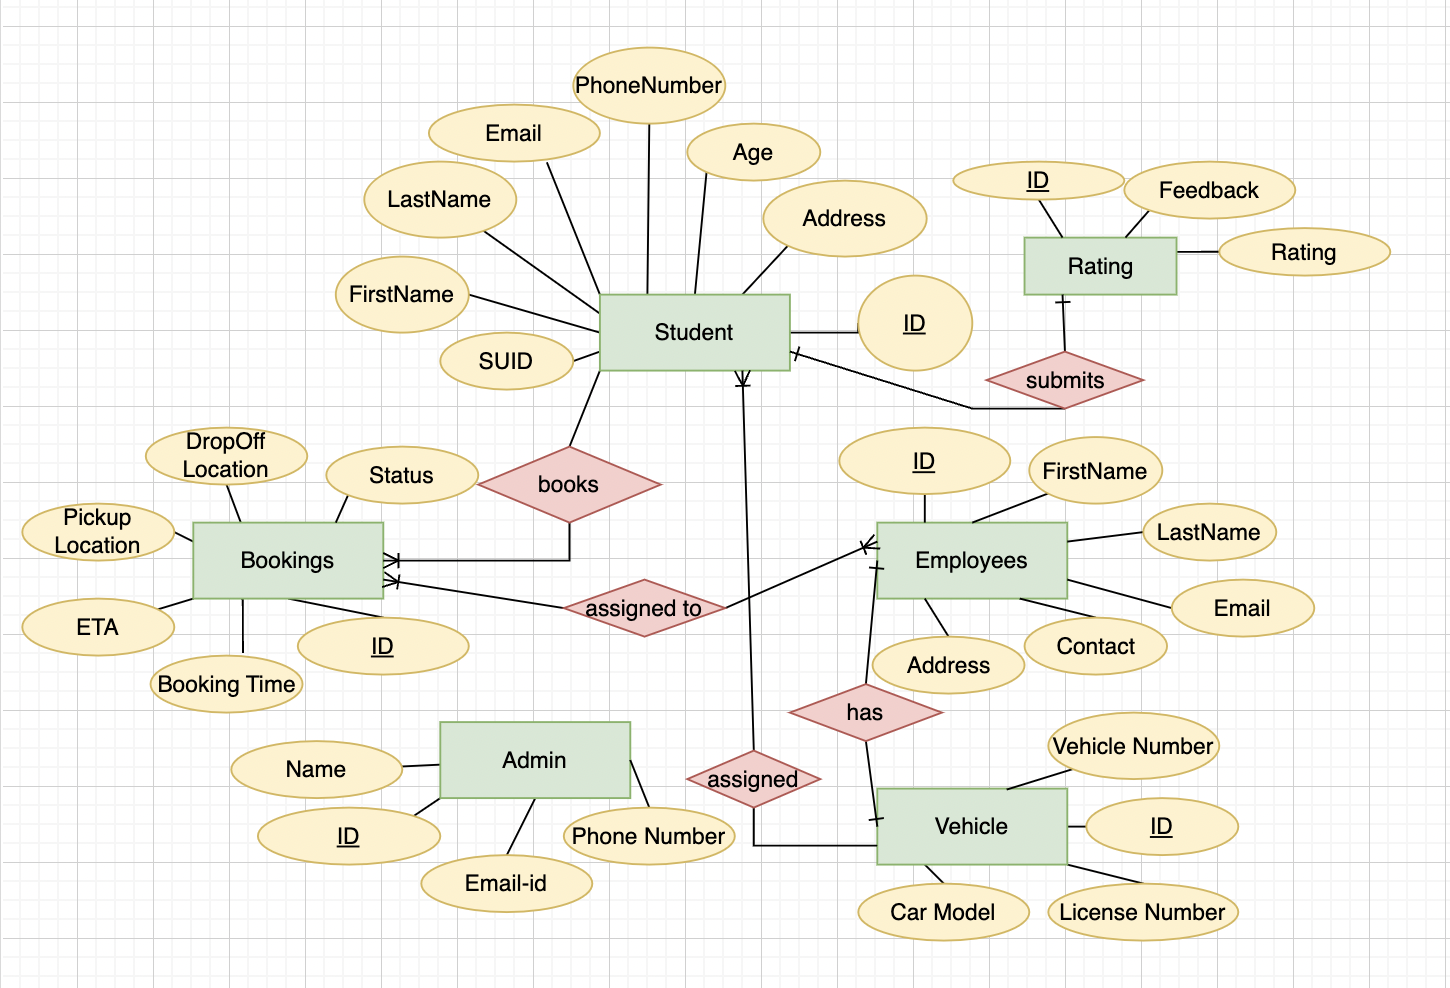 PhoneNumber
Email
Age
LastName
Address
FirstName
SUID
Student
ID
ID
Feedback
Rating
Rating
submits
DropOff
Location
Status
Pickup
Location
Bookings
ETA
Booking Time
ID
books
assigned to
ID
FirstName
LastName
Employees
Email
Contact
Address
has
Admin
Name
ID
Email-id
Phone Number
assigned
Vehicle Number
Vehicle
ID
Car Model
License Number